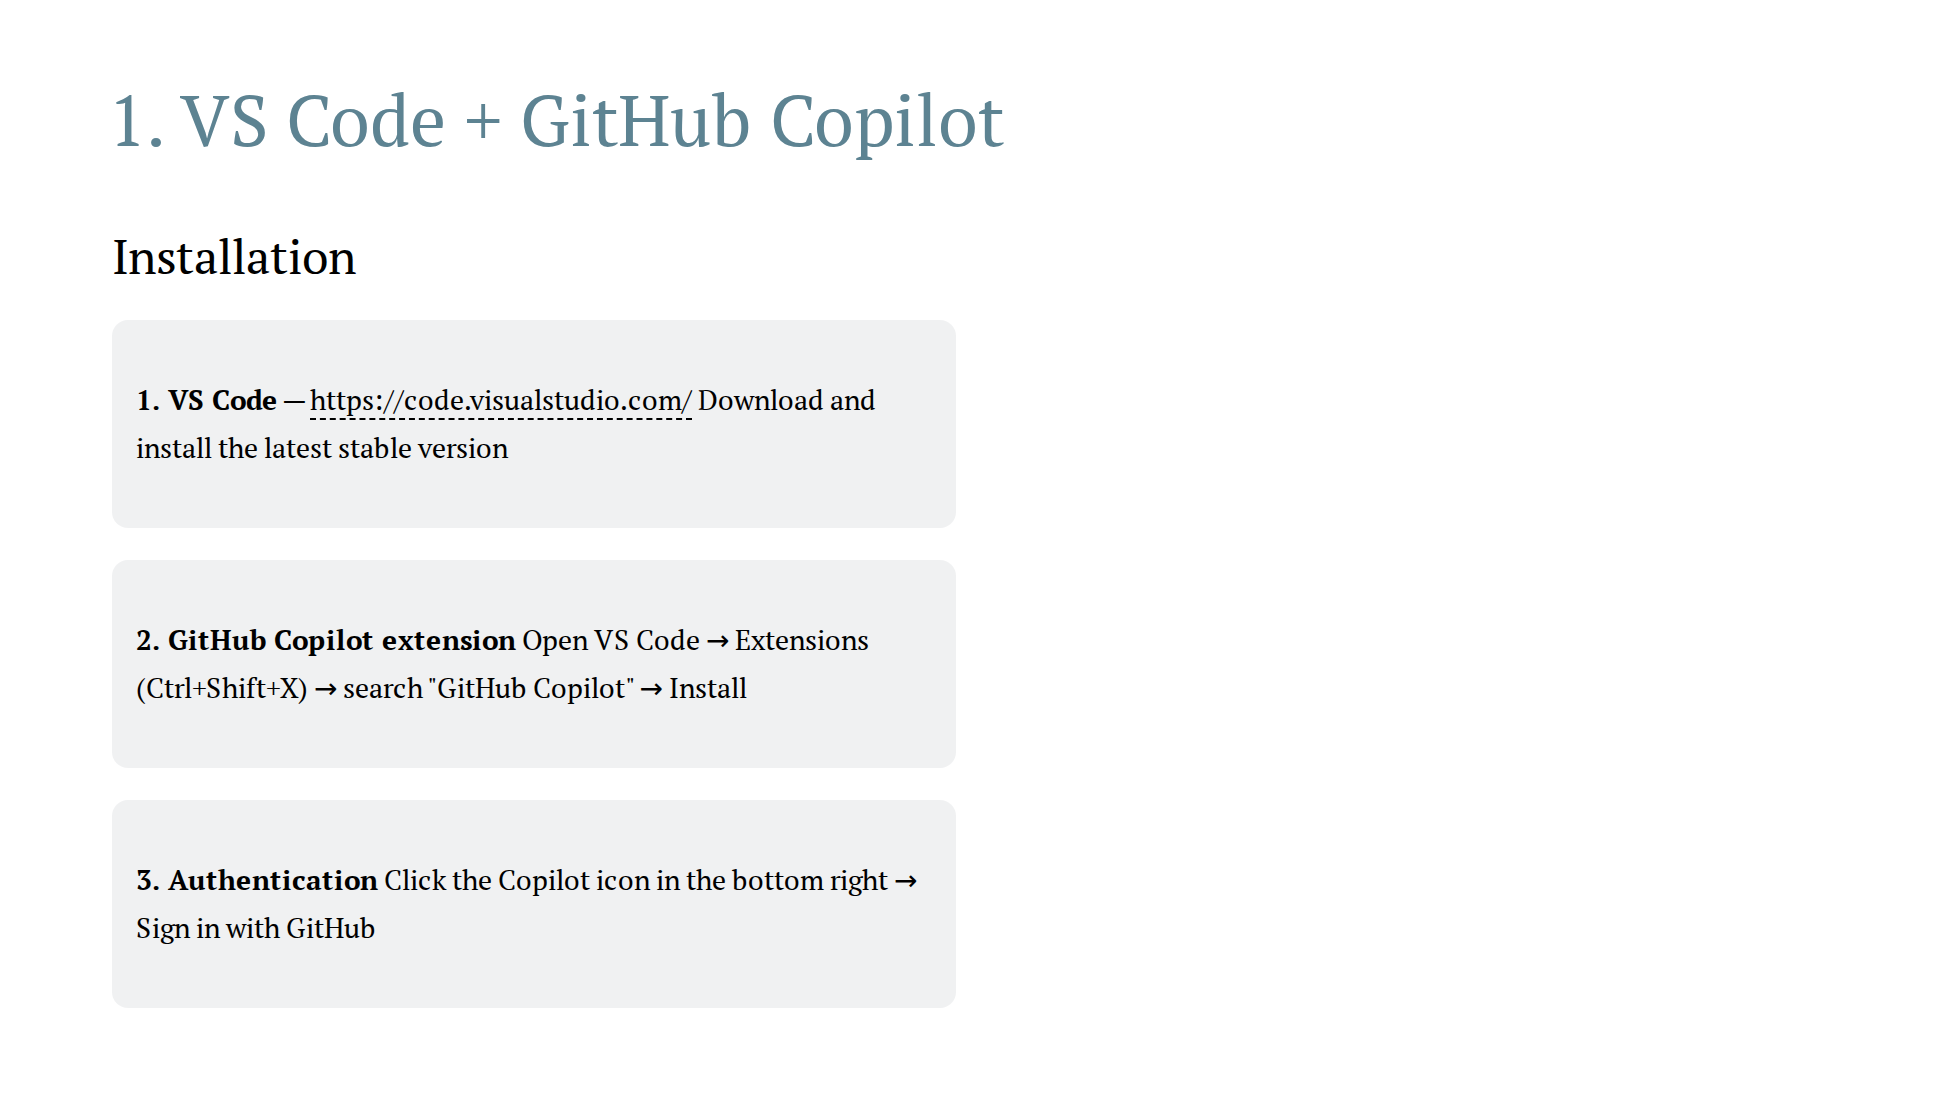 1. VS Code + GitHub Copilot
Installation
1. VS Code — https://code.visualstudio.com/ Download and
install the latest stable version
2. GitHub Copilot extension Open VS Code → Extensions
(Ctrl+Shift+X) → search "GitHub Copilot" → Install
3. Authentication Click the Copilot icon in the bottom right →
Sign in with GitHub